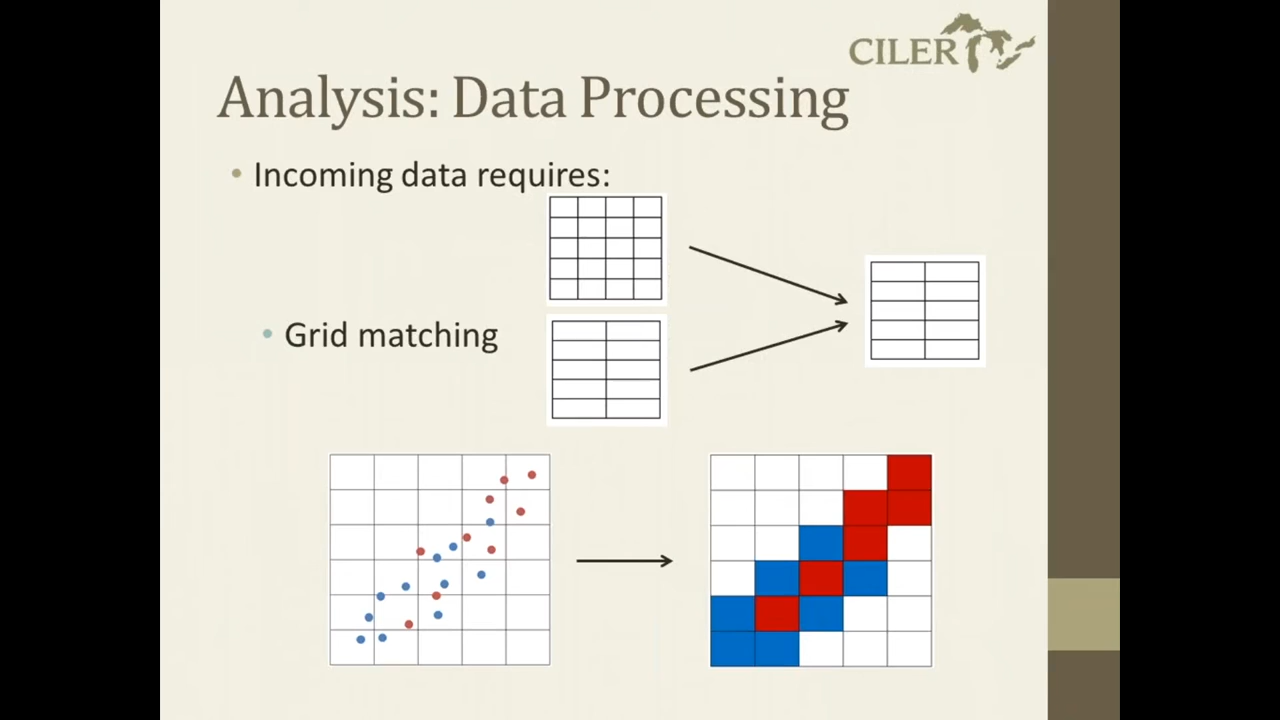 CILER
Analysis: Data Processing
• Incoming data requires:
• Grid matching